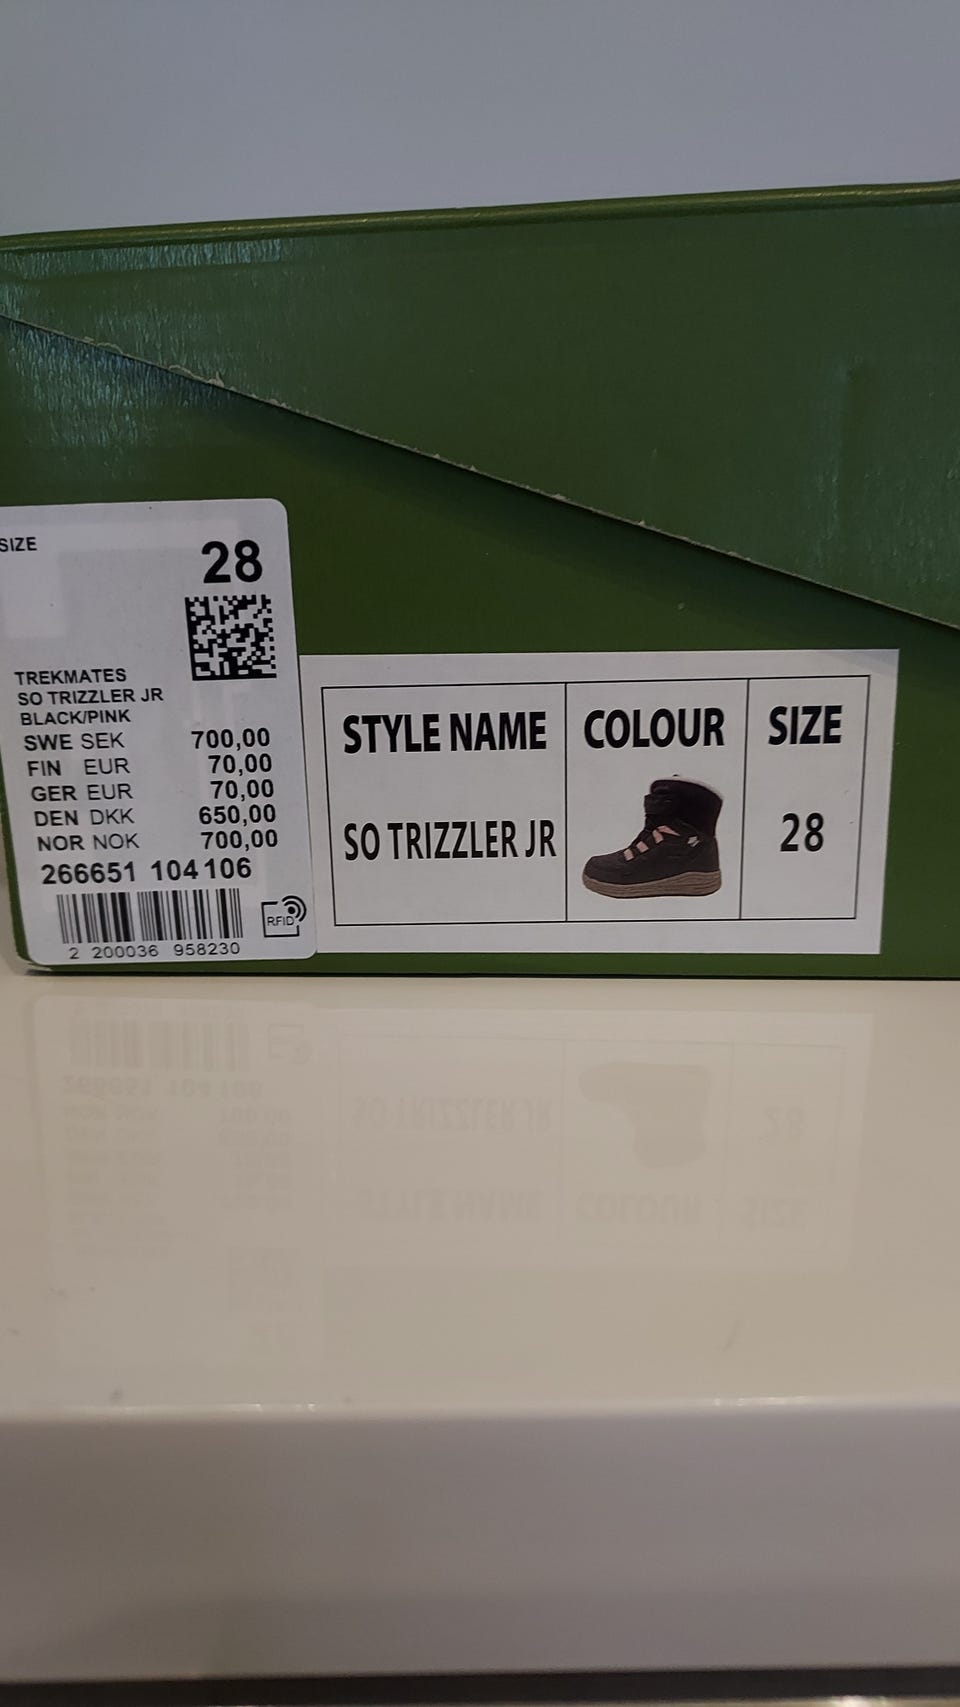 SIZE
28
TREKMATES
SO TRIZZLER JR
BLACK/PINK
SWE SEK 700,00
FIN EUR 70,00
GER EUR 70,00
DEN DKK 650,00
NOR NOK 700,00
266651 104 106
RFID
2 200036 958230
STYLE NAME COLOUR SIZE
SO TRIZZLER JR 28